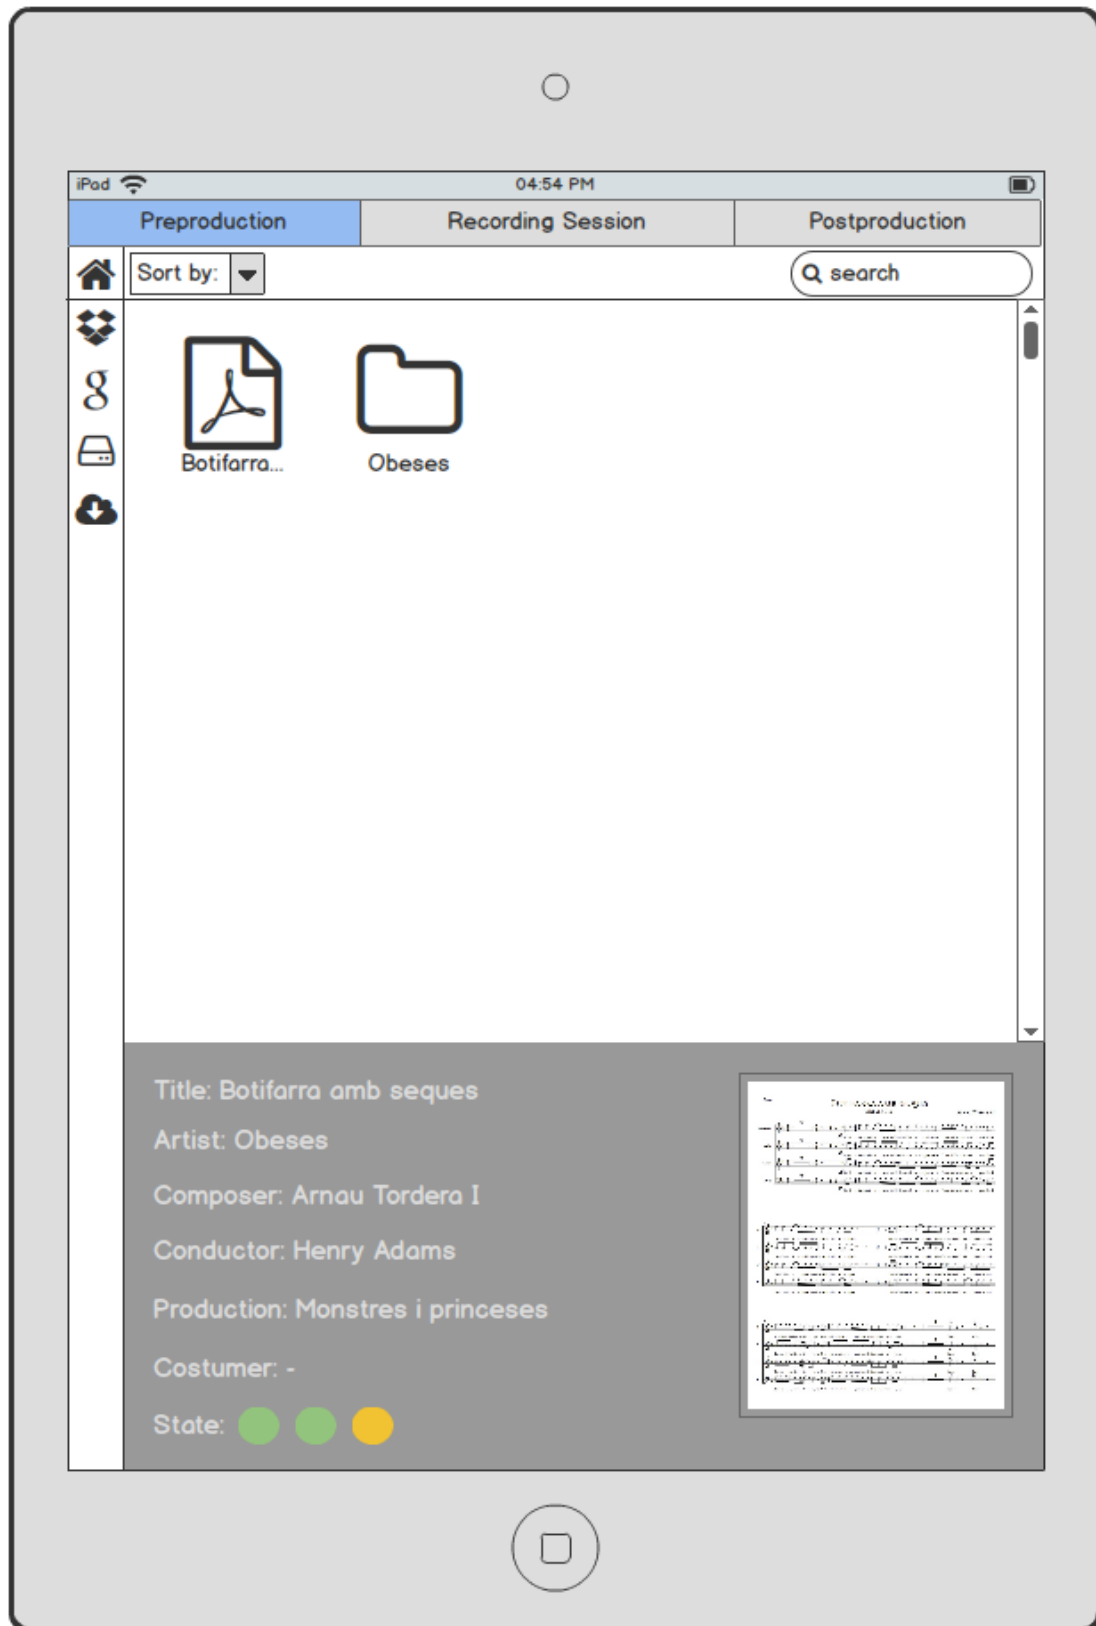 iPad 04:54 PM
Preproduction Recording Session Postproduction
Sort by: search
g
Botifarra... Obeses
Title: Botifarra amb seques
Artist: Obeses
Composer: Arnau Tordera I
Conductor: Henry Adams
Production: Monstres i princeses
Costumer: -
State: